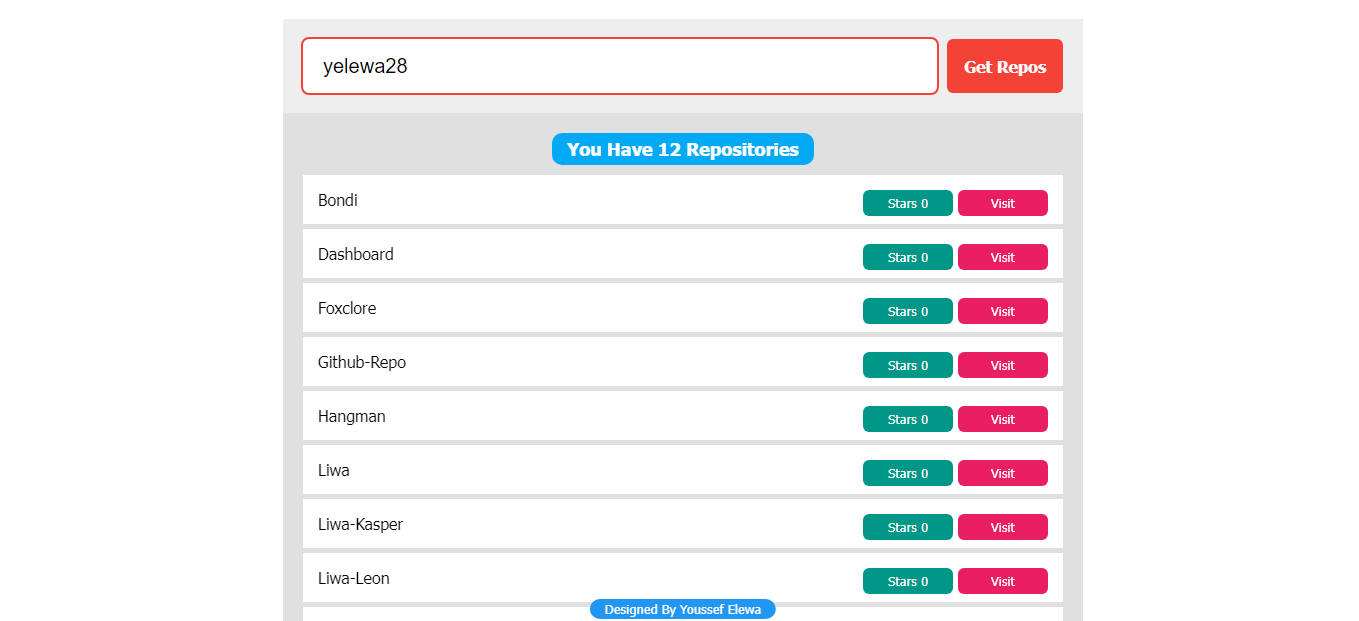 yelewa28 Get Repos
You Have 12 Repositories
Bondi Stars 0 Visit
Dashboard Stars 0 Visit
Foxclore Stars 0 Visit
Github-Repo Stars 0 Visit
Hangman Stars 0 Visit
Liwa Stars 0 Visit
Liwa-Kasper Stars 0 Visit
Liwa-Leon Stars 0 Visit
Designed By Youssef Elewa